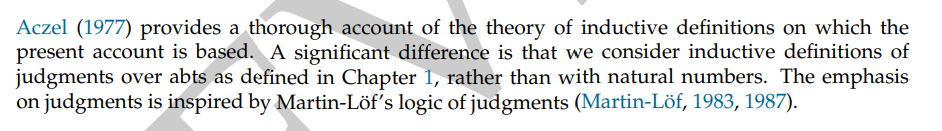 Aczel (1977) provides a thorough account of the theory of inductive definitions on which the
present account is based. A significant difference is that we consider inductive definitions of
judgments over abts as defined in Chapter 1, rather than with natural numbers. The emphasis
on judgments is inspired by Martin-Löf’s logic of judgments (Martin-Löf, 1983, 1987).